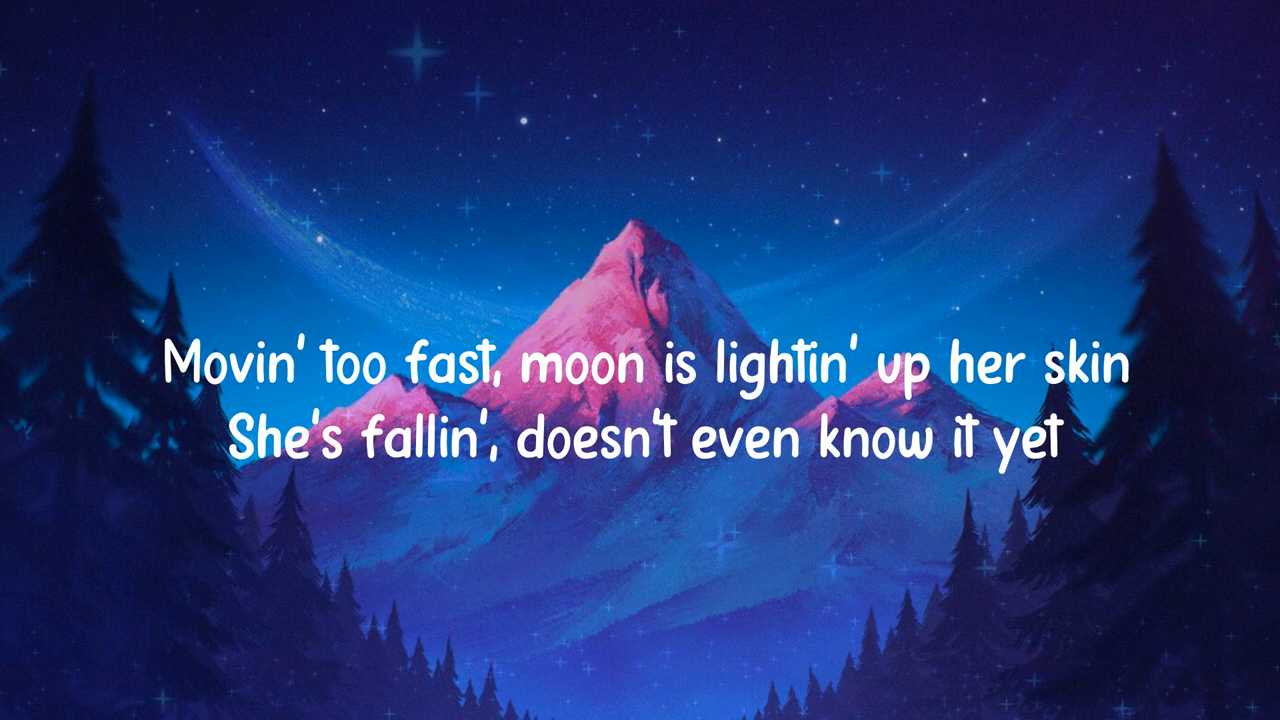 Movin' too fast, moon is lightin' up her skin
She's fallin', doesn't even know it yet